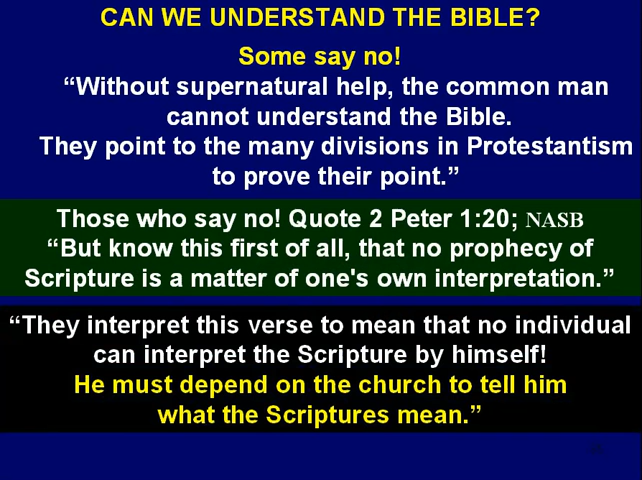 CAN WE UNDERSTAND THE BIBLE?
Some say no!
“Without supernatural help, the common man
cannot understand the Bible.
They point to the many divisions in Protestantism
to prove their point.”
Those who say no! Quote 2 Peter 1:20; NASB
“But know this first of all, that no prophecy of
Scripture is a matter of one's own interpretation.”
“They interpret this verse to mean that no individual
can interpret the Scripture by himself!
He must depend on the church to tell him
what the Scriptures mean.”